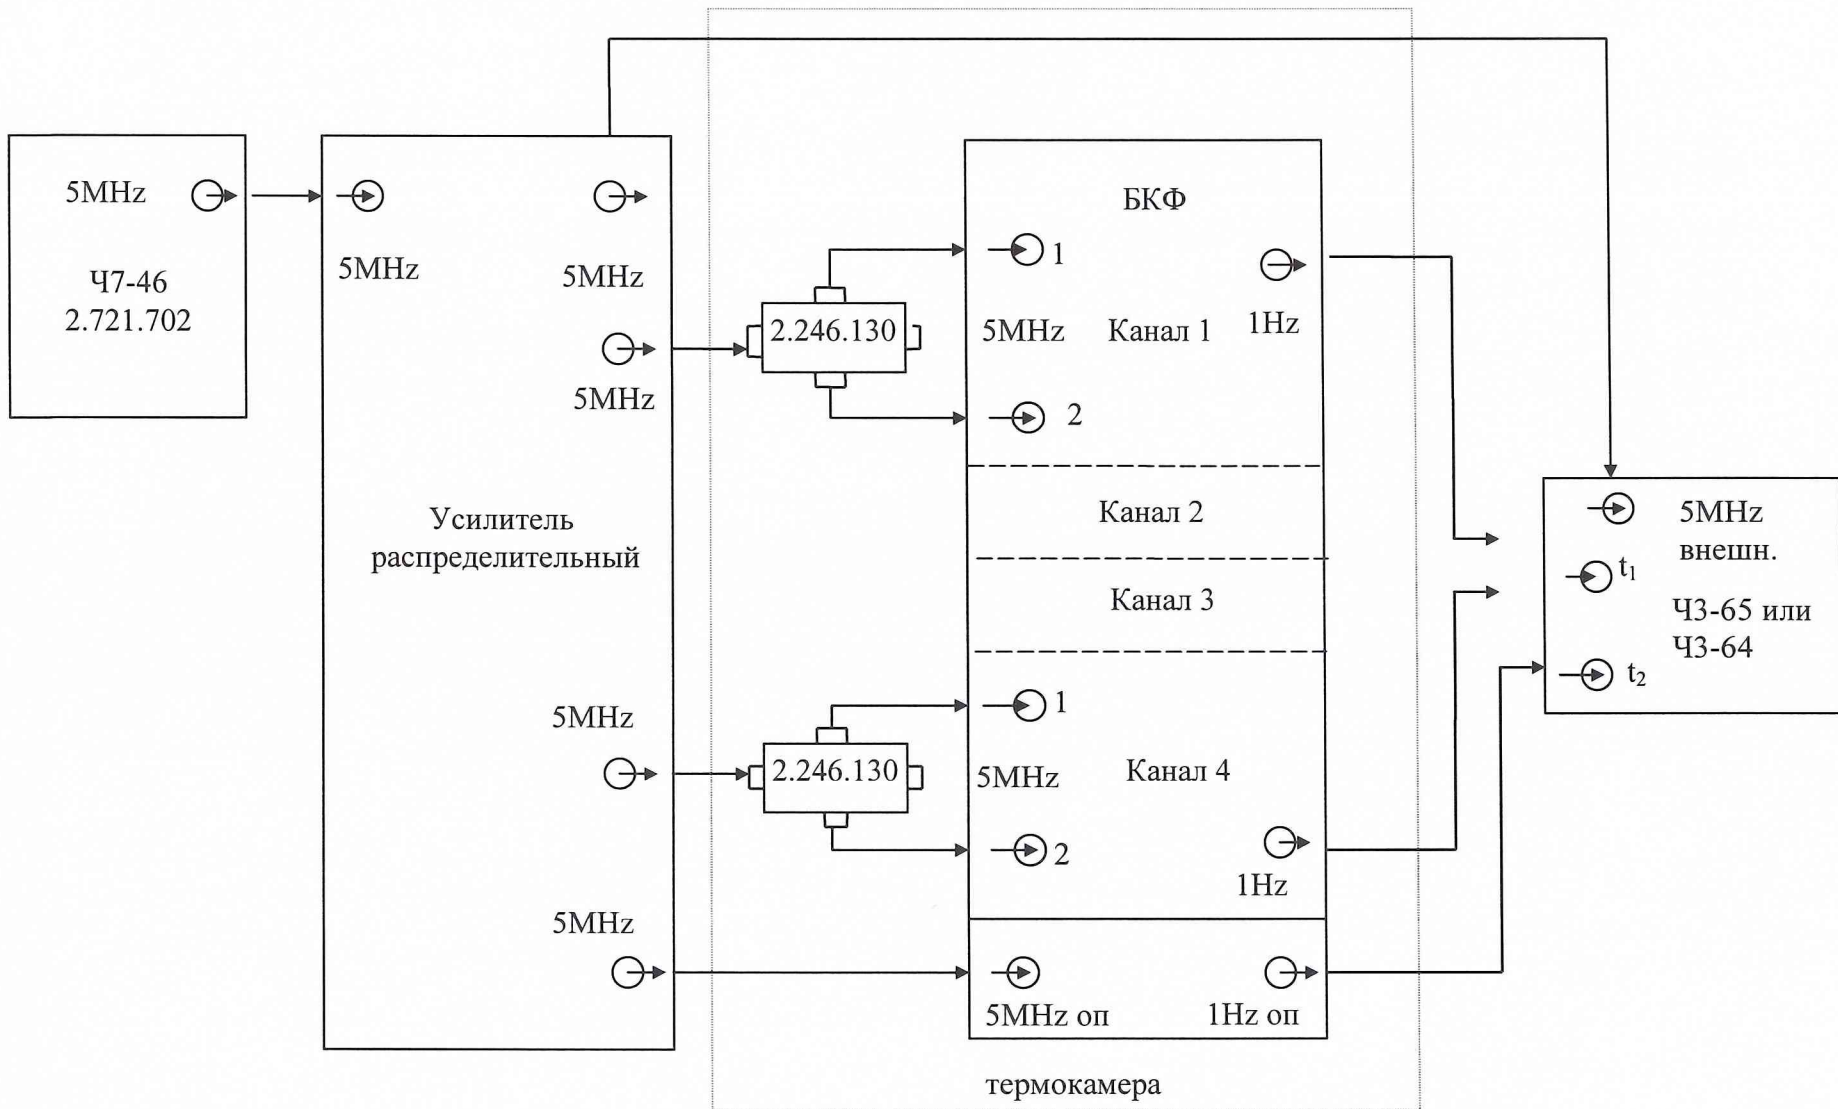 5MHz
Ч7-46
2.721.702
5MHz
5MHz
5MHz
Усилитель
распределительный
5MHz
5MHz
2.246.130
2.246.130
БКФ
1
5MHz
Канал 1
1Hz
2
Канал 2
Канал 3
1
5MHz
Канал 4
2
1Hz
5MHz оп
1Hz оп
термокамера
5MHz
внешн.
t₁
Ч3-65 или
Ч3-64
t₂